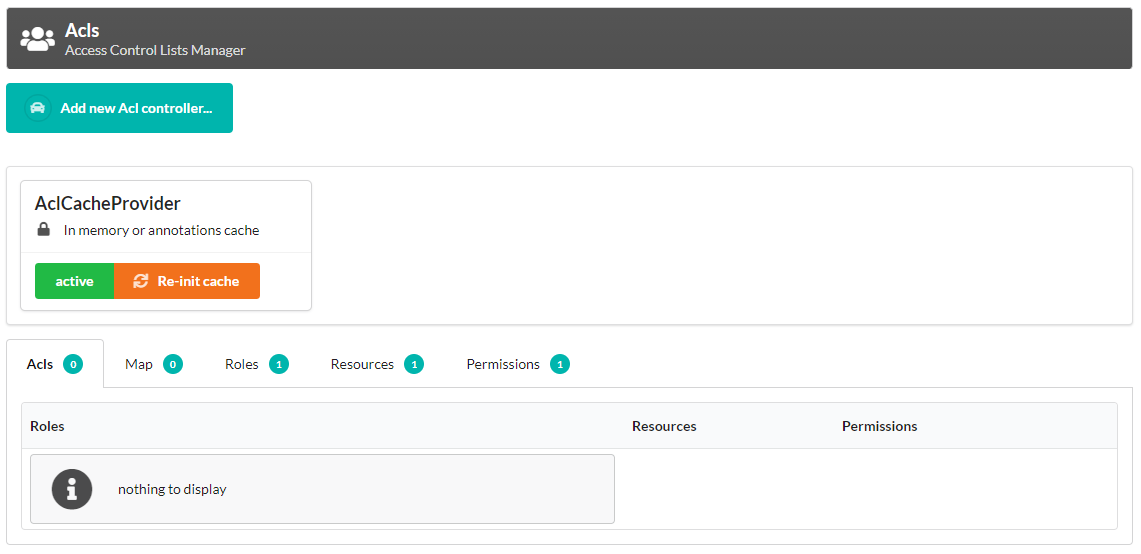 Acls
Access Control Lists Manager
Add new Acl controller...
AclCacheProvider
In memory or annotations cache
active Re-init cache
Acls 0 Map 0 Roles 1 Resources 1 Permissions 1
Roles Resources Permissions
nothing to display